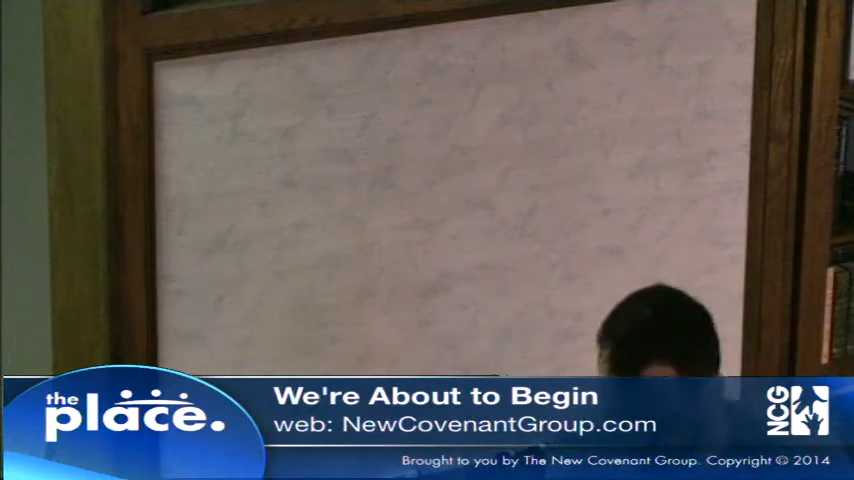 the
place.
We're About to Begin
web: NewCovenantGroup.com
NCG
Brought to you by The New Covenant Group. Copyright © 2014